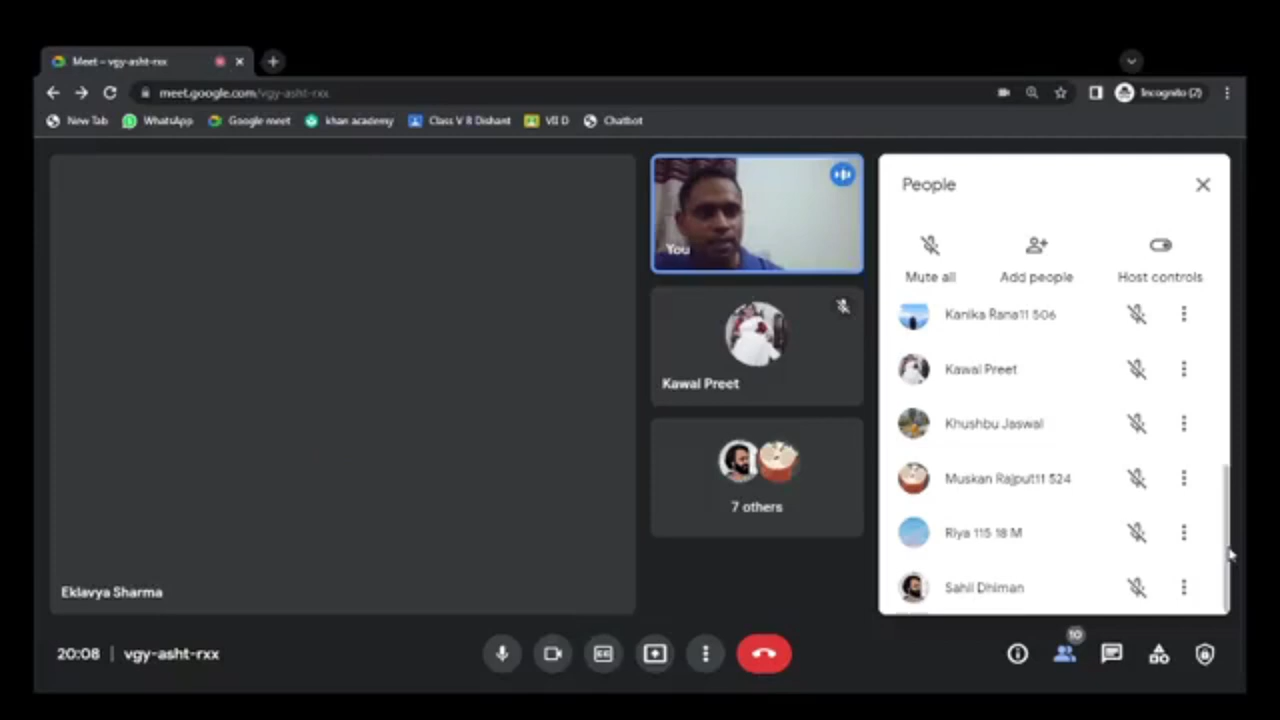 Meet – vgy-asht-rxx
meet.google.com/vgy-asht-rxx
Incognito (2)
New Tab
WhatsApp
Google meet
khan academy
Class V B Dishant
VII D
Chatbot
You
Kawal Preet
7 others
Eklavya Sharma
People
Mute all
Add people
Host controls
Kanika Rana11 506
Kawal Preet
Khushbu Jaswal
Muskan Rajput11 524
Riya 115 18 M
Sahil Dhiman
20:08 | vgy-asht-rxx
CC
10